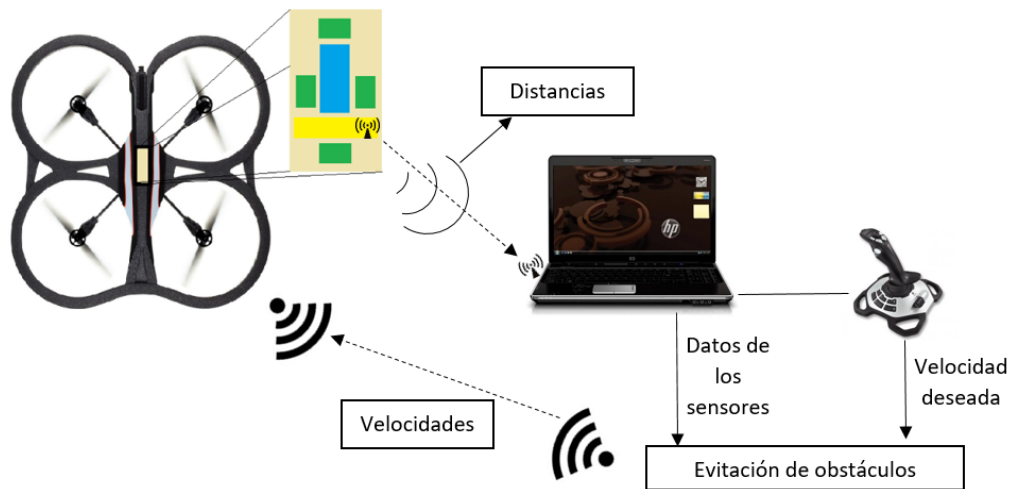 Distancias
hp
Datos de
los
sensores
Velocidad
deseada
Velocidades
Evitación de obstáculos